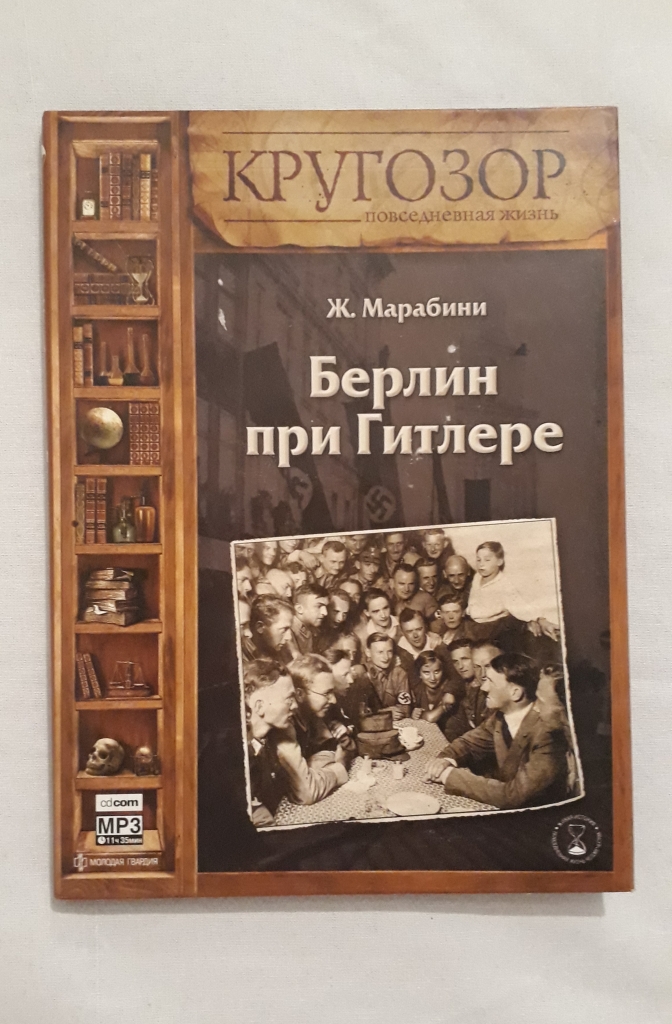 КРУГОЗОР
повседневная жизнь
Ж. Марабини
Берлин
при Гитлере
cdcom
MP3
11ч 35мин
МОЛОДАЯ ГВАРДИЯ